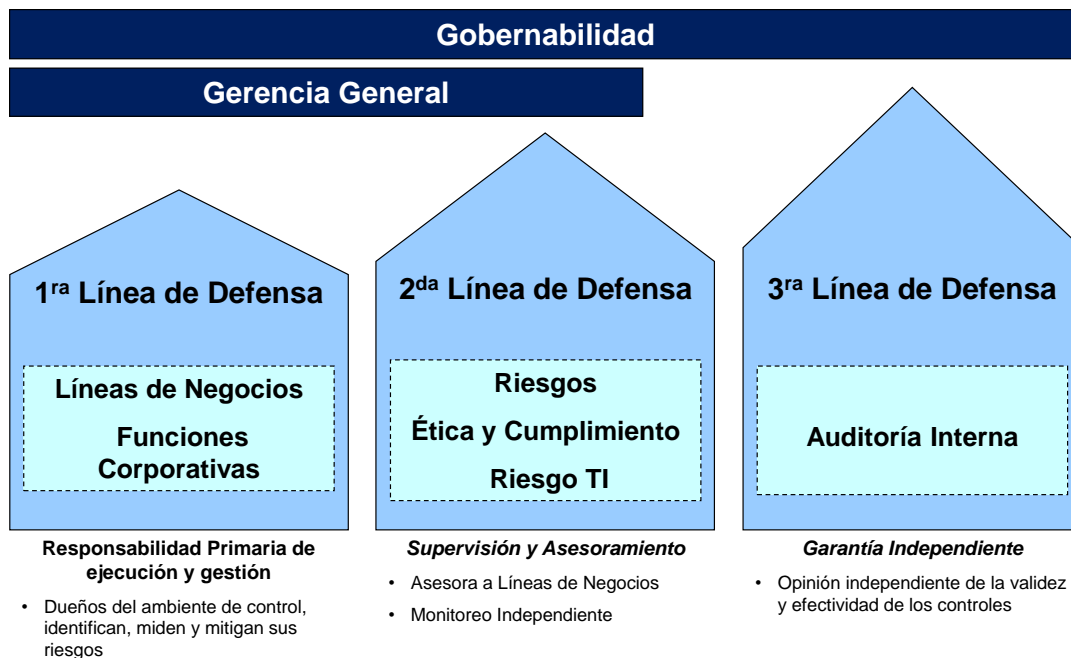 Gobernabilidad
Gerencia General
1ra Línea de Defensa
Líneas de Negocios
Funciones
Corporativas
Responsabilidad Primaria de
ejecución y gestión
• Dueños del ambiente de control,
identifican, miden y mitigan sus
riesgos
2da Línea de Defensa
Riesgos
Ética y Cumplimiento
Riesgo TI
Supervisión y Asesoramiento
• Asesora a Líneas de Negocios
• Monitoreo Independiente
3ra Línea de Defensa
Auditoría Interna
Garantía Independiente
• Opinión independiente de la validez
y efectividad de los controles